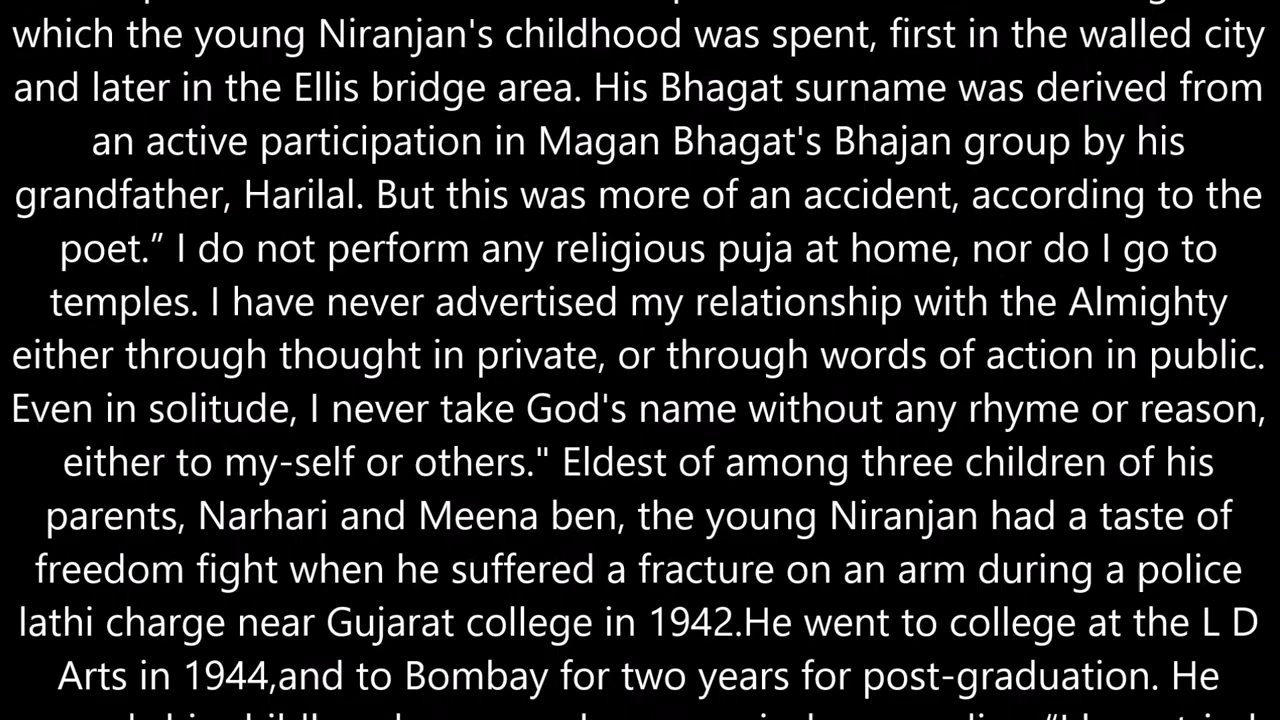 which the young Niranjan's childhood was spent, first in the walled city
and later in the Ellis bridge area. His Bhagat surname was derived from
an active participation in Magan Bhagat's Bhajan group by his
grandfather, Harilal. But this was more of an accident, according to the
poet.” I do not perform any religious puja at home, nor do I go to
temples. I have never advertised my relationship with the Almighty
either through thought in private, or through words of action in public.
Even in solitude, I never take God's name without any rhyme or reason,
either to my-self or others." Eldest of among three children of his
parents, Narhari and Meena ben, the young Niranjan had a taste of
freedom fight when he suffered a fracture on an arm during a police
lathi charge near Gujarat college in 1942.He went to college at the L D
Arts in 1944,and to Bombay for two years for post-graduation. He